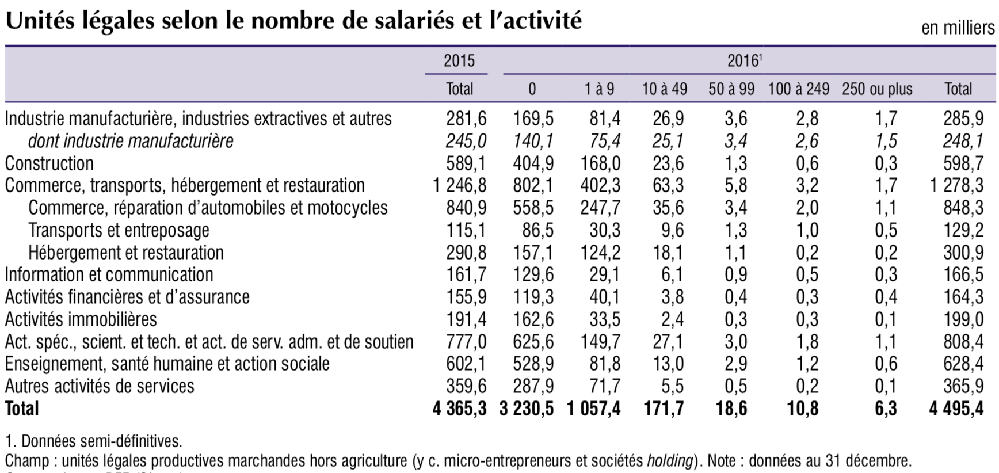 Unités légales selon le nombre de salariés et l’activité
en milliers
2015 2016¹
Total 0 1 à 9 10 à 49 50 à 99 100 à 249 250 ou plus Total
Industrie manufacturière, industries extractives et autres 281,6 169,5 81,4 26,9 3,6 2,8 1,7 285,9
dont industrie manufacturière 245,0 140,1 75,4 25,1 3,4 2,6 1,5 248,1
Construction 589,1 404,9 168,0 23,6 1,3 0,6 0,3 598,7
Commerce, transports, hébergement et restauration 1 246,8 802,1 402,3 63,3 5,8 3,2 1,7 1 278,3
Commerce, réparation d’automobiles et motocycles 840,9 558,5 247,7 35,6 3,4 2,0 1,1 848,3
Transports et entreposage 115,1 86,5 30,3 9,6 1,3 1,0 0,5 129,2
Hébergement et restauration 290,8 157,1 124,2 18,1 1,1 0,2 0,2 300,9
Information et communication 161,7 129,6 29,1 6,1 0,9 0,5 0,3 166,5
Activités financières et d’assurance 155,9 119,3 40,1 3,8 0,4 0,3 0,4 164,3
Activités immobilières 191,4 162,6 33,5 2,4 0,3 0,3 0,1 199,0
Act. spéc., scient. et tech. et act. de serv. adm. et de soutien 777,0 625,6 149,7 27,1 3,0 1,8 1,1 808,4
Enseignement, santé humaine et action sociale 602,1 528,9 81,8 13,0 2,9 1,2 0,6 628,4
Autres activités de services 359,6 287,9 71,7 5,5 0,5 0,2 0,1 365,9
Total 4 365,3 3 230,5 1 057,4 171,7 18,6 10,8 6,3 4 495,4
1. Données semi-définitives.
Champ : unités légales productives marchandes hors agriculture (y c. micro-entrepreneurs et sociétés holding). Note : données au 31 décembre.